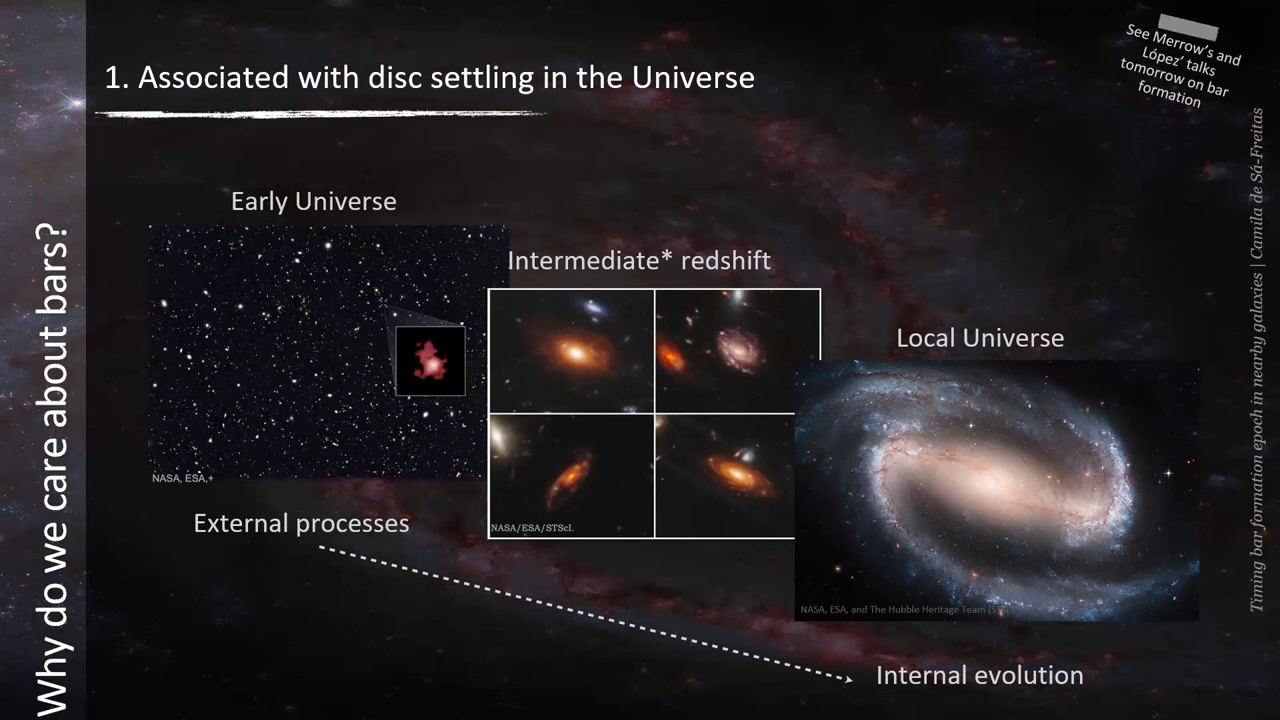 See Merrow's and
López' talks
tomorrow on bar
formation
1. Associated with disc settling in the Universe
Why do we care about bars?
Timing bar formation epoch in nearby galaxies | Camila de Sá-Freitas
Early Universe
Intermediate* redshift
Local Universe
NASA, ESA,+
NASA/ESA/STScI.
NASA, ESA, and The Hubble Heritage Team
External processes
Internal evolution